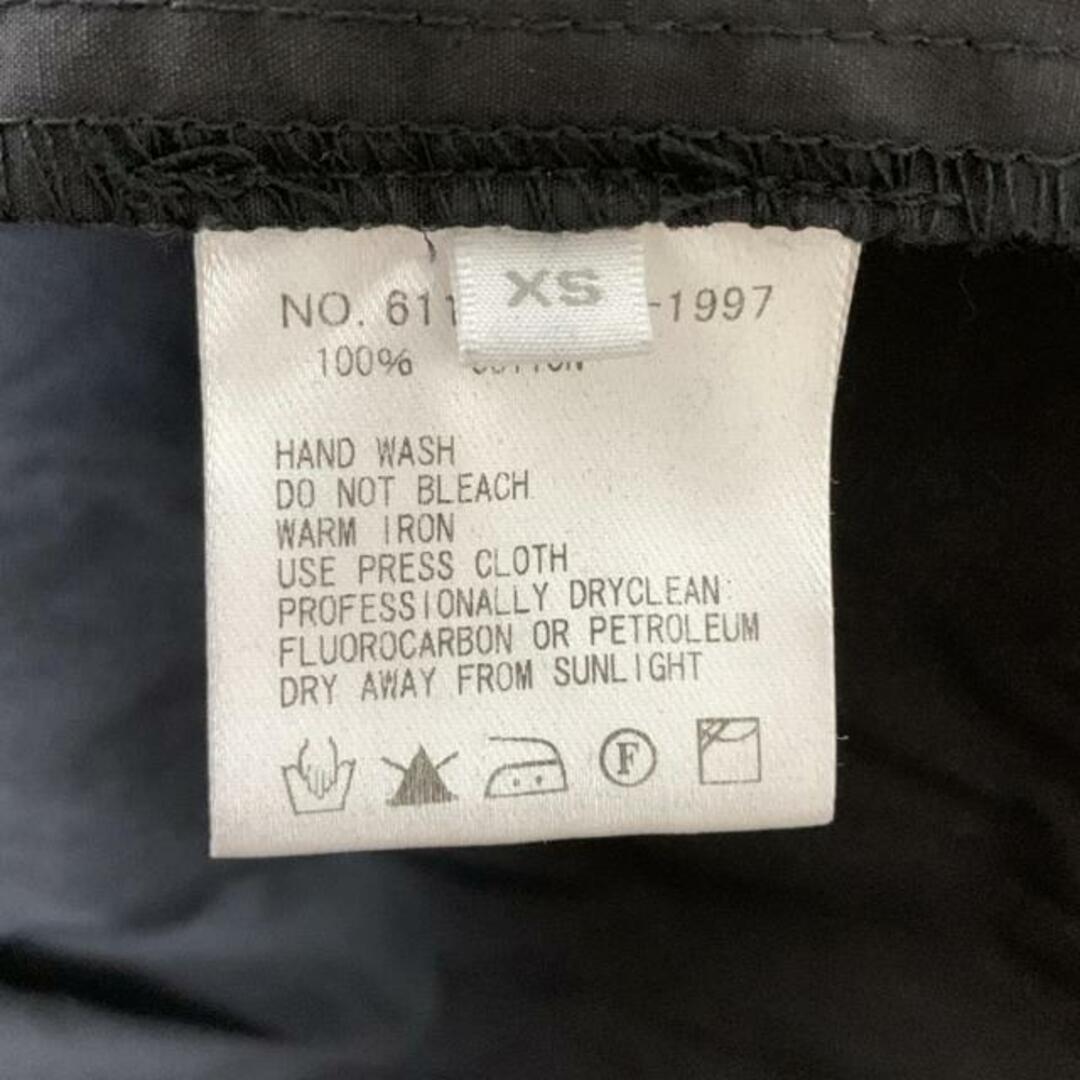 XS
NO. 611 -1997
100% COTTON
HAND WASH
DO NOT BLEACH
WARM IRON
USE PRESS CLOTH
PROFESSIONALLY DRYCLEAN:
FLUOROCARBON OR PETROLEUM
DRY AWAY FROM SUNLIGHT
F